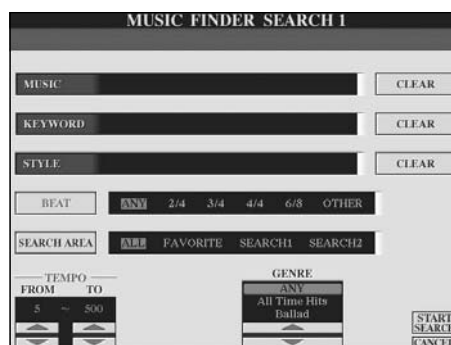 MUSIC FINDER SEARCH 1
MUSIC CLEAR
KEYWORD CLEAR
STYLE CLEAR
BEAT ANY 2/4 3/4 4/4 6/8 OTHER
SEARCH AREA ALL FAVORITE SEARCH1 SEARCH2
TEMPO
FROM TO
5 ~ 500
GENRE
ANY
All Time Hits
Ballad
START
SEARCH
CANCEL